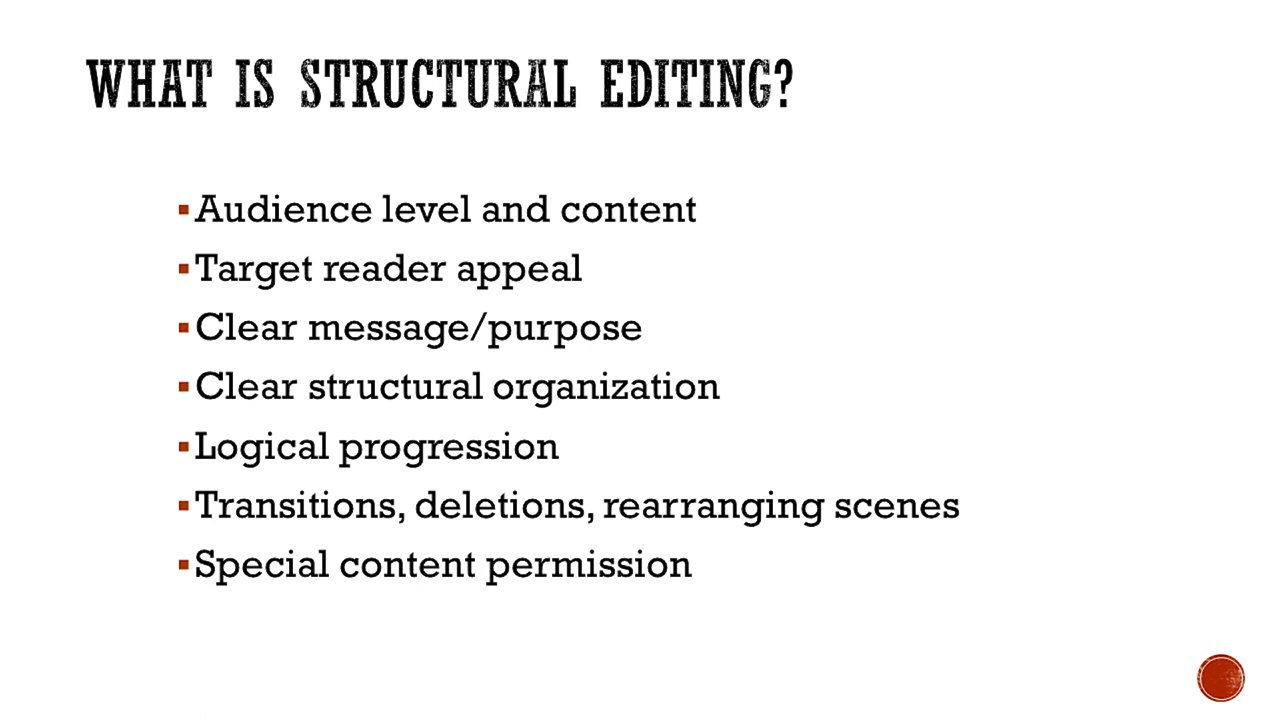 WHAT IS STRUCTURAL EDITING?
▪Audience level and content
▪Target reader appeal
▪Clear message/purpose
▪Clear structural organization
▪Logical progression
▪Transitions, deletions, rearranging scenes
▪Special content permission